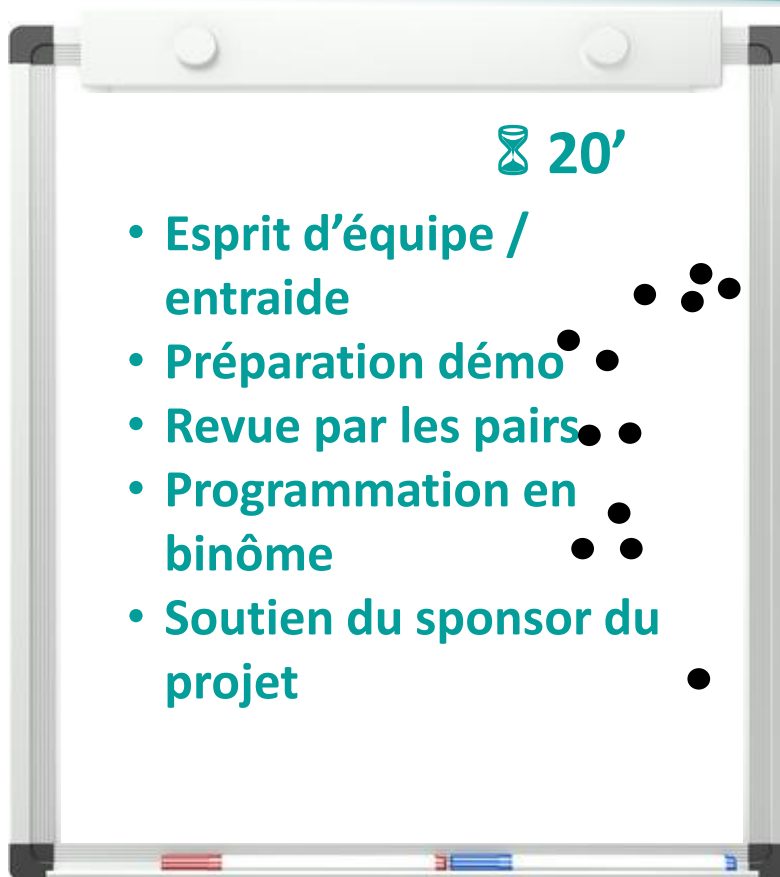 ⏳ 20’
• Esprit d’équipe /
entraide
• Préparation démo
• Revue par les pairs
• Programmation en
binôme
• Soutien du sponsor du
projet